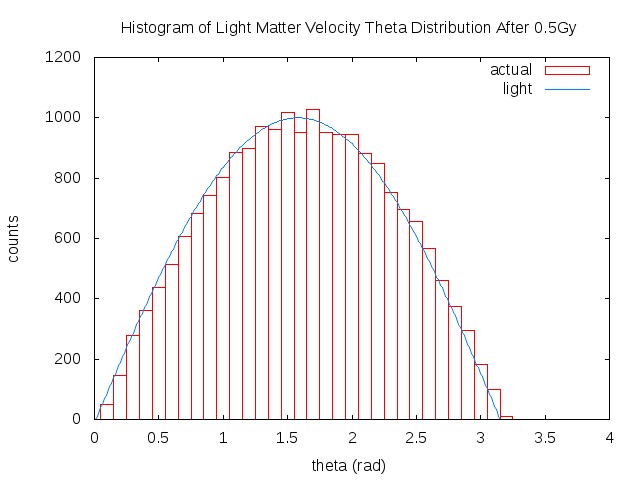 Histogram of Light Matter Velocity Theta Distribution After 0.5Gy
1200
1000
800
600
400
200
0
counts
actual
light
0 0.5 1 1.5 2 2.5 3 3.5 4
theta (rad)